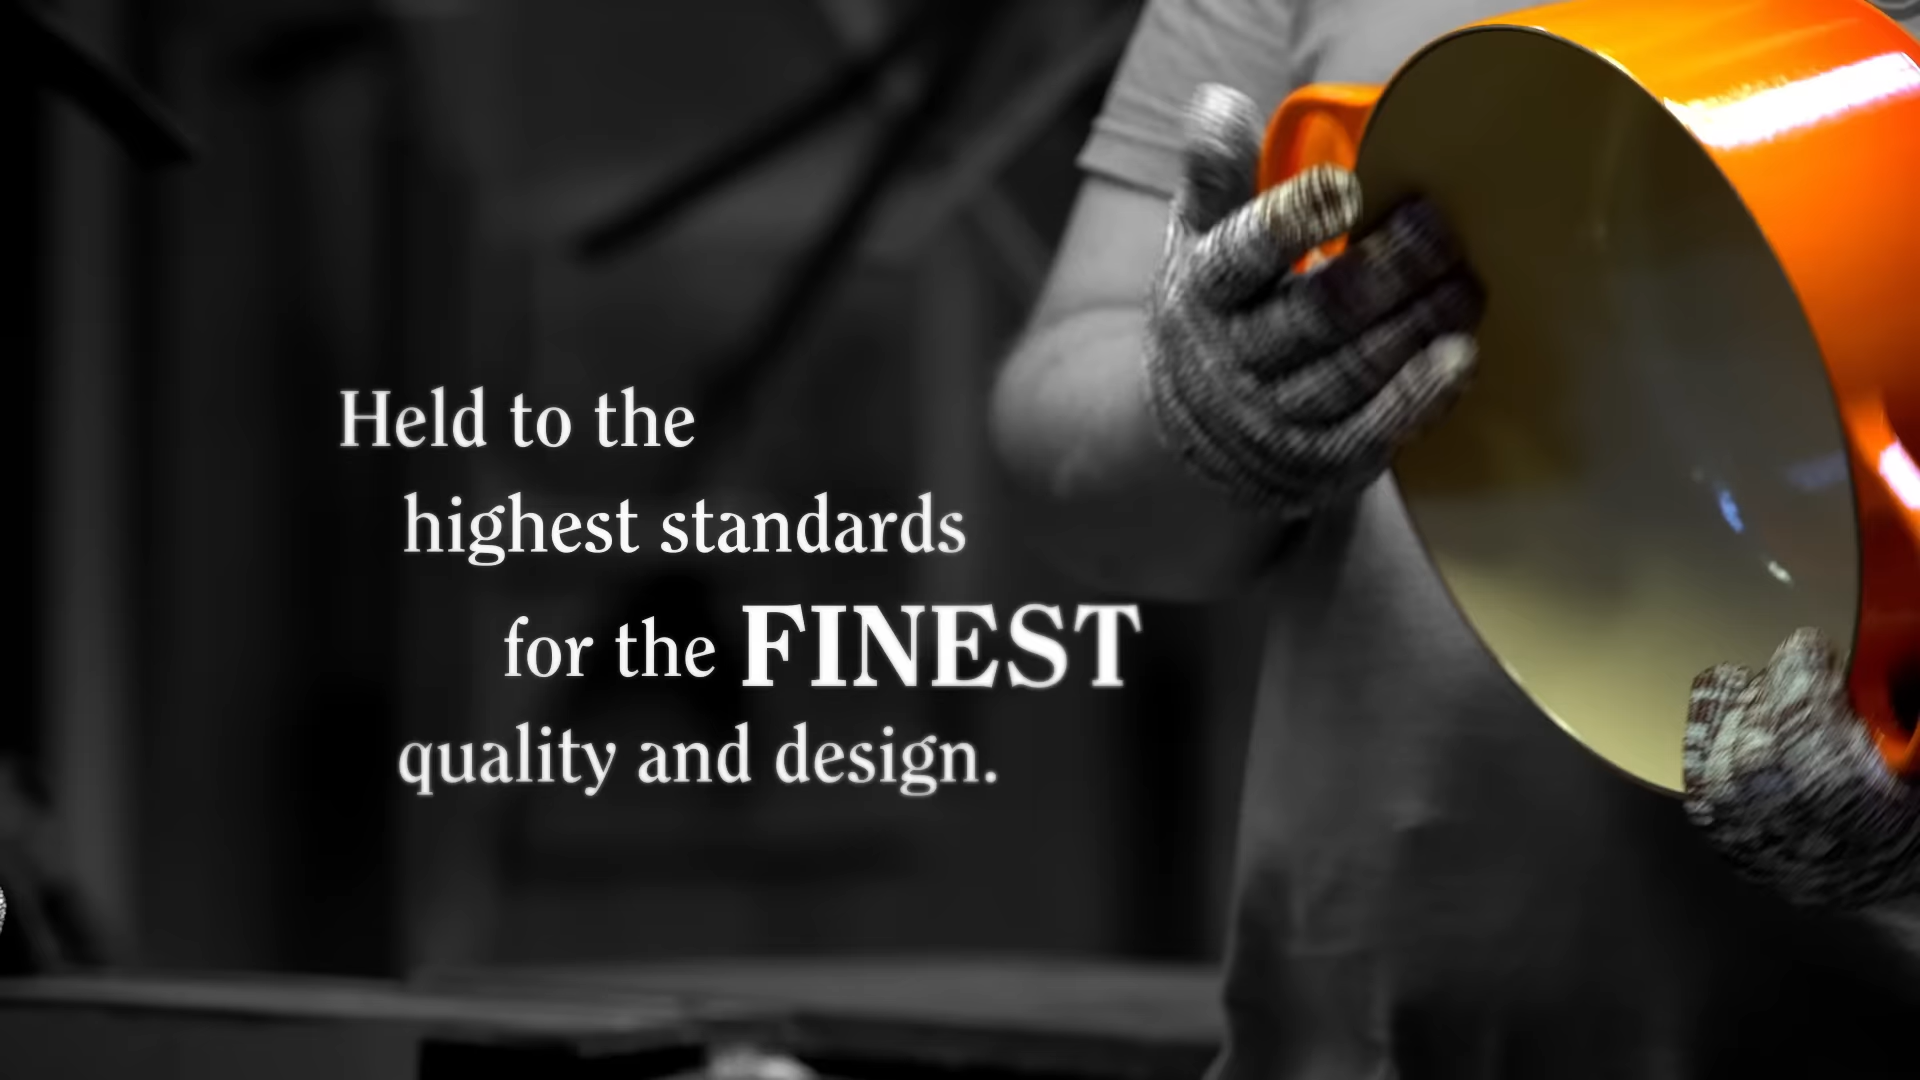 Held to the
highest standards
for the FINEST
quality and design.